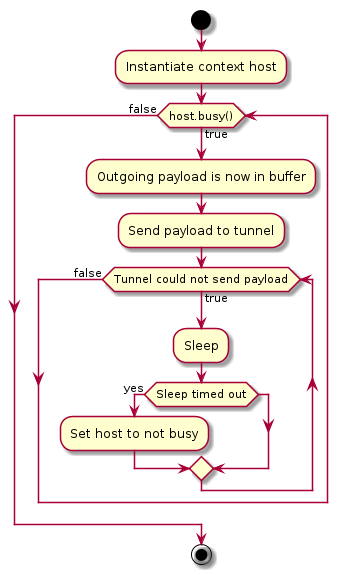 Instantiate context host
false
host.busy()
true
Outgoing payload is now in buffer
Send payload to tunnel
false
Tunnel could not send payload
true
Sleep
yes
Sleep timed out
Set host to not busy